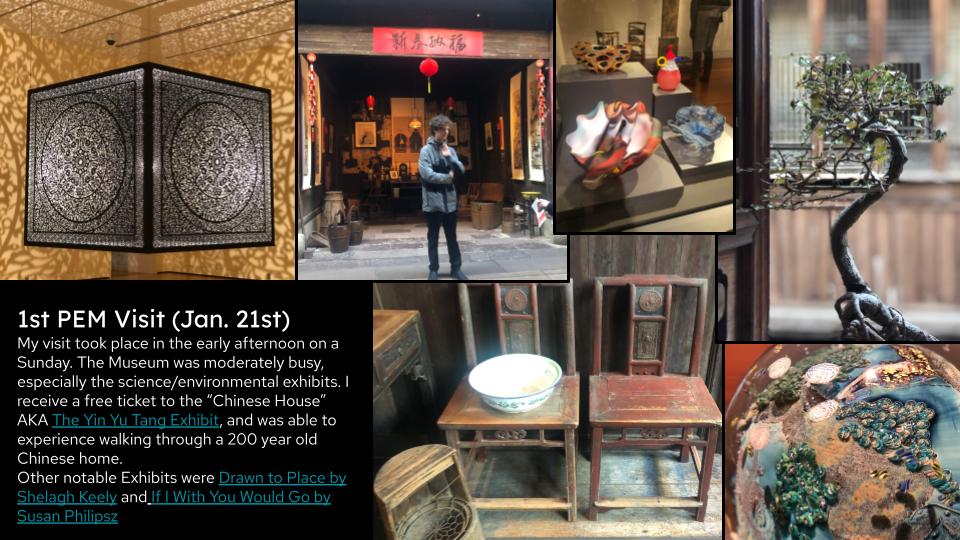 新春纳福
1st PEM Visit (Jan. 21st)
My visit took place in the early afternoon on a
Sunday. The Museum was moderately busy,
especially the science/environmental exhibits. I
receive a free ticket to the “Chinese House”
AKA The Yin Yu Tang Exhibit, and was able to
experience walking through a 200 year old
Chinese home.
Other notable Exhibits were Drawn to Place by
Shelagh Keely and If I With You Would Go by
Susan Philipsz